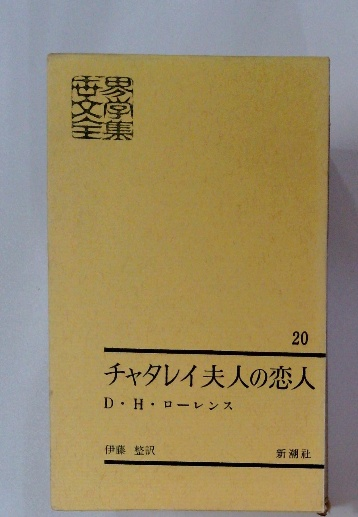 世界文学全集
20
チャタレイ夫人の恋人
D・H・ローレンス
伊藤 整訳
新潮社